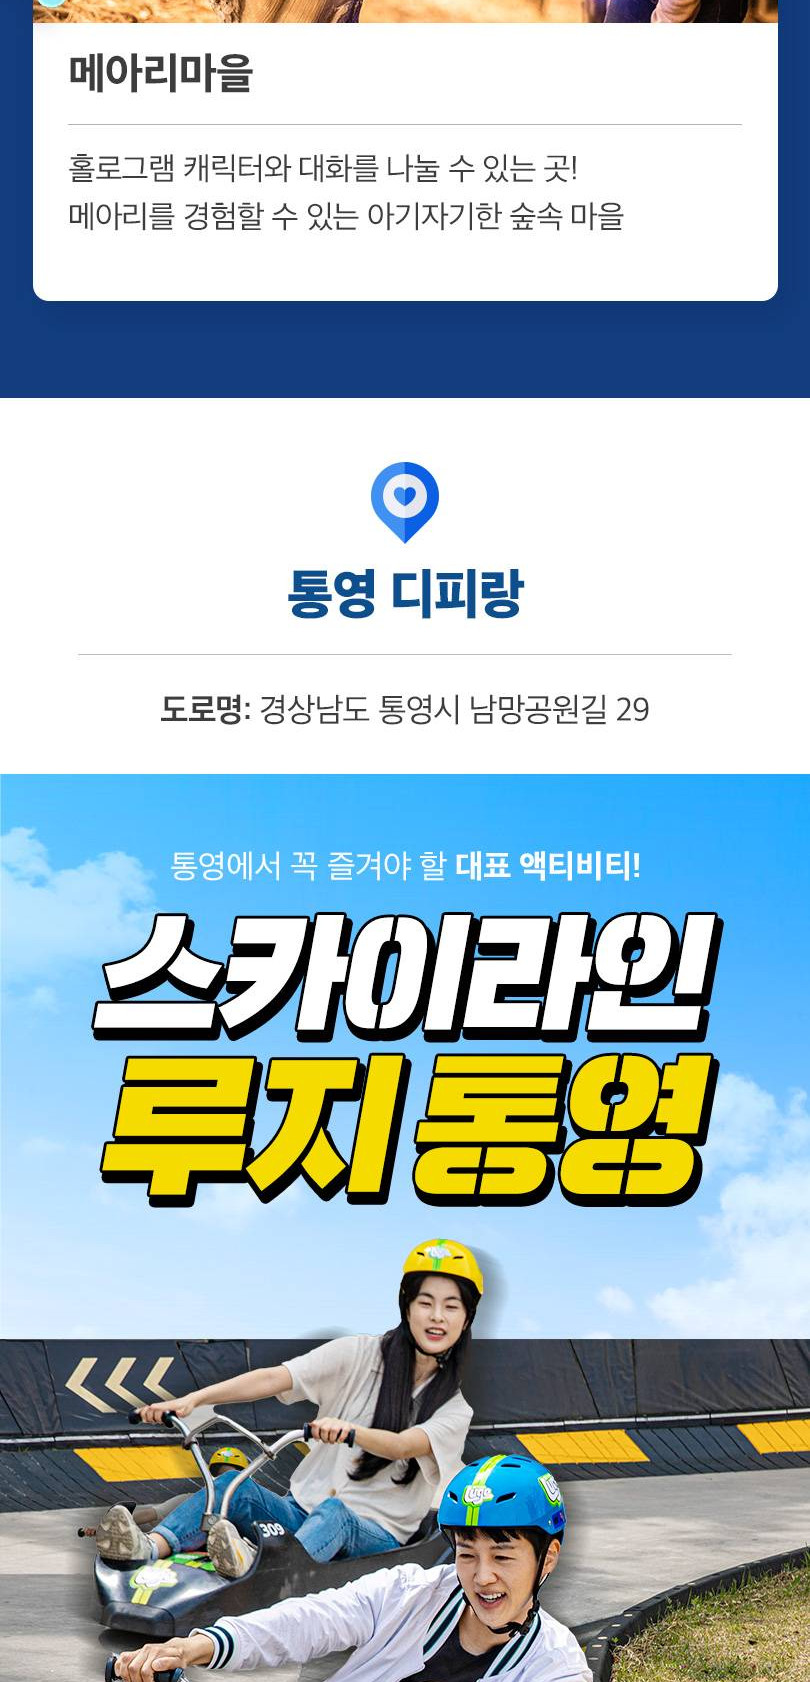 메아리마을
홀로그램 캐릭터와 대화를 나눌 수 있는 곳!
메아리를 경험할 수 있는 아기자기한 숲속 마을
통영 디피랑
도로명: 경상남도 통영시 남망공원길 29
통영에서 꼭 즐겨야 할 대표 액티비티!
스카이라인
루지 통영
309